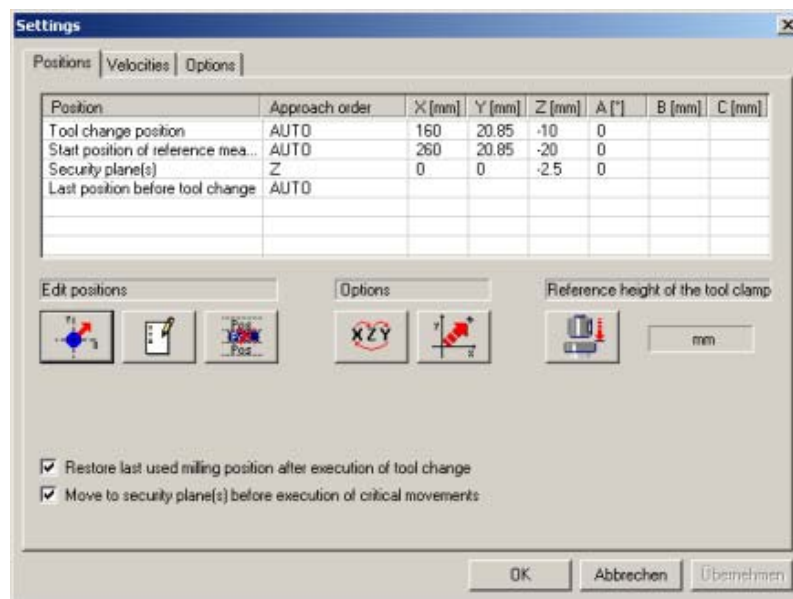 Settings
Positions Velocities Options
Position Approach order X [mm] Y [mm] Z [mm] A [°] B [mm] C [mm]
Tool change position AUTO 160 20.85 -10 0
Start position of reference mea... AUTO 260 20.85 -20 0
Security plane(s) Z 0 0 -2.5 0
Last position before tool change AUTO
Edit positions Options Reference height of the tool clamp
Pos...
XZY
...Pos...
mm
Restore last used milling position after execution of tool change
Move to security plane(s) before execution of critical movements
OK Abbrechen Übernehmen